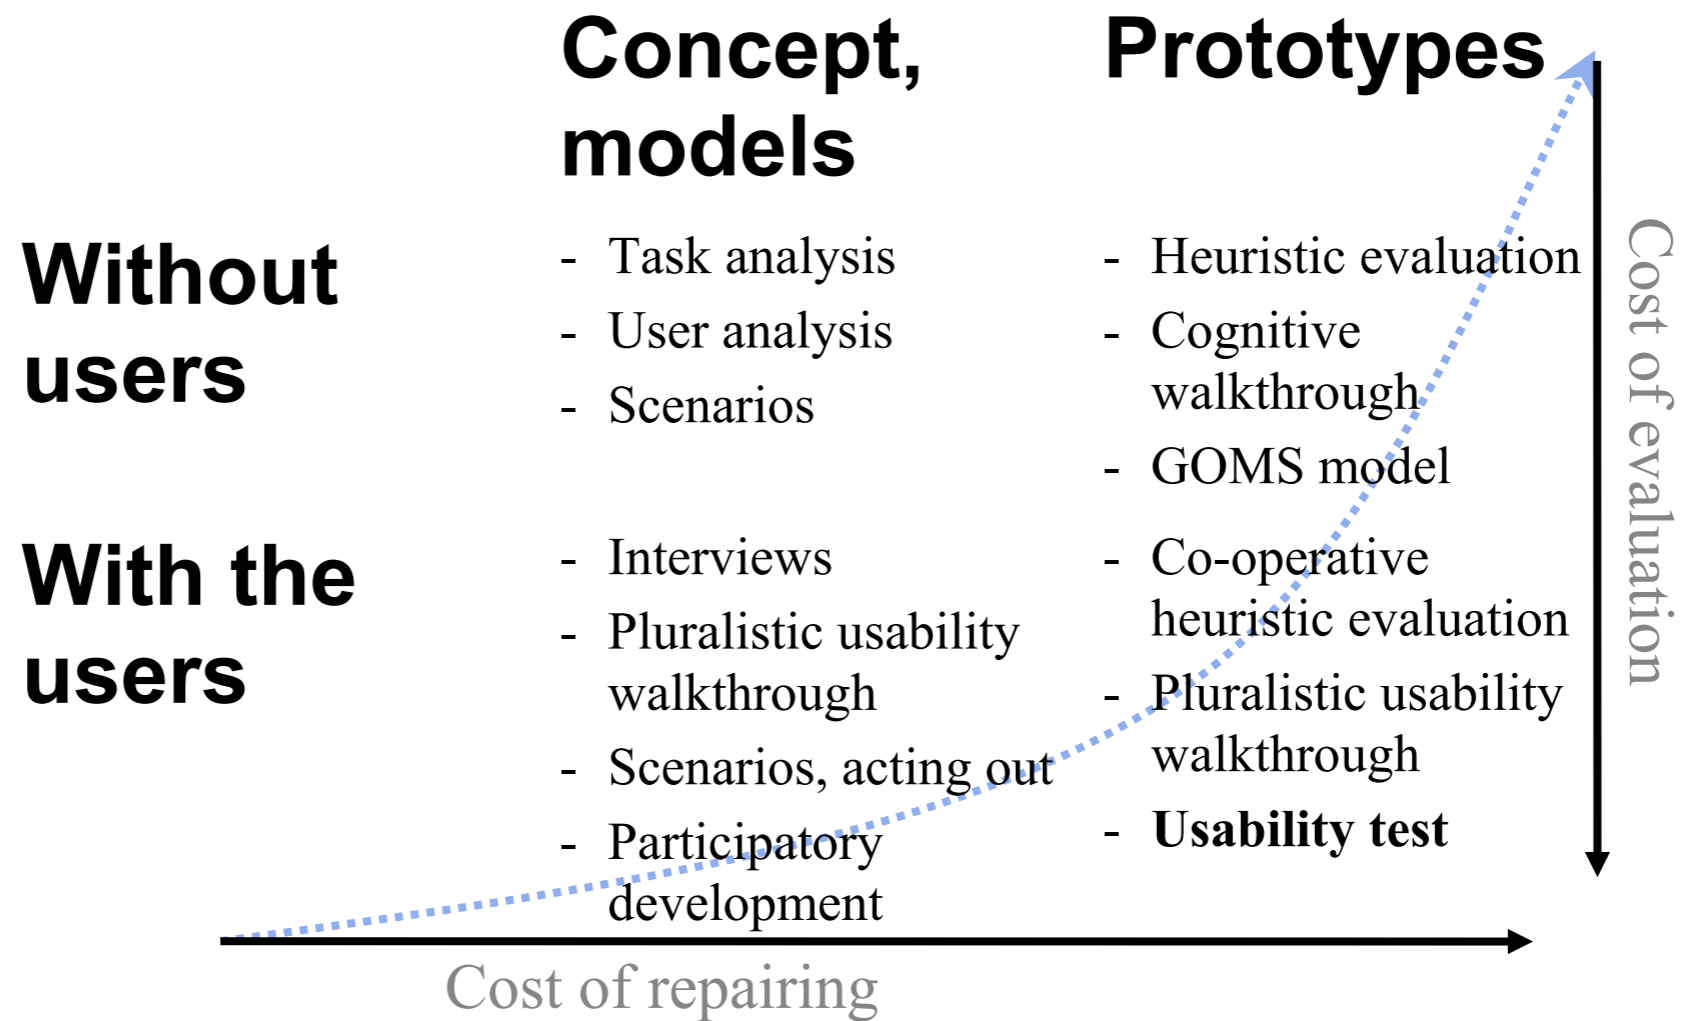 Concept,
models
Prototypes
Without
users
- Task analysis
- User analysis
- Scenarios
- Heuristic evaluation
- Cognitive
walkthrough
- GOMS model
With the
users
- Interviews
- Pluralistic usability
walkthrough
- Scenarios, acting out
- Participatory
development
- Co-operative
heuristic evaluation
- Pluralistic usability
walkthrough
- Usability test
Cost of evaluation
Cost of repairing